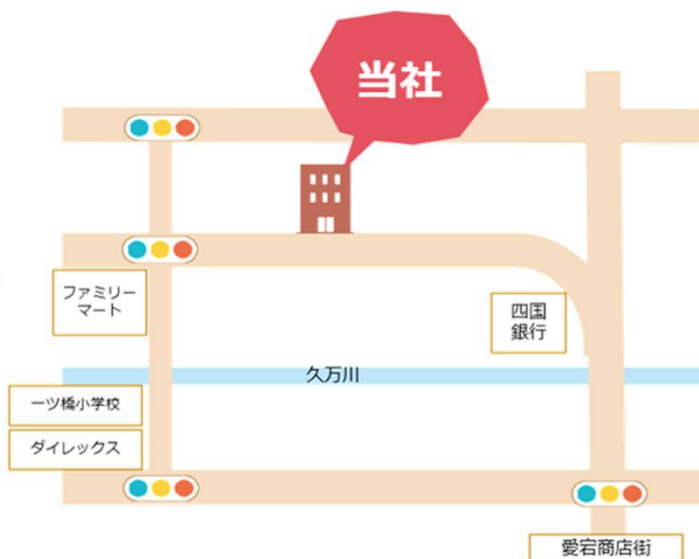 当社
ファミリー
マート
四国
銀行
久万川
一ツ橋小学校
ダイレックス
愛宕商店街